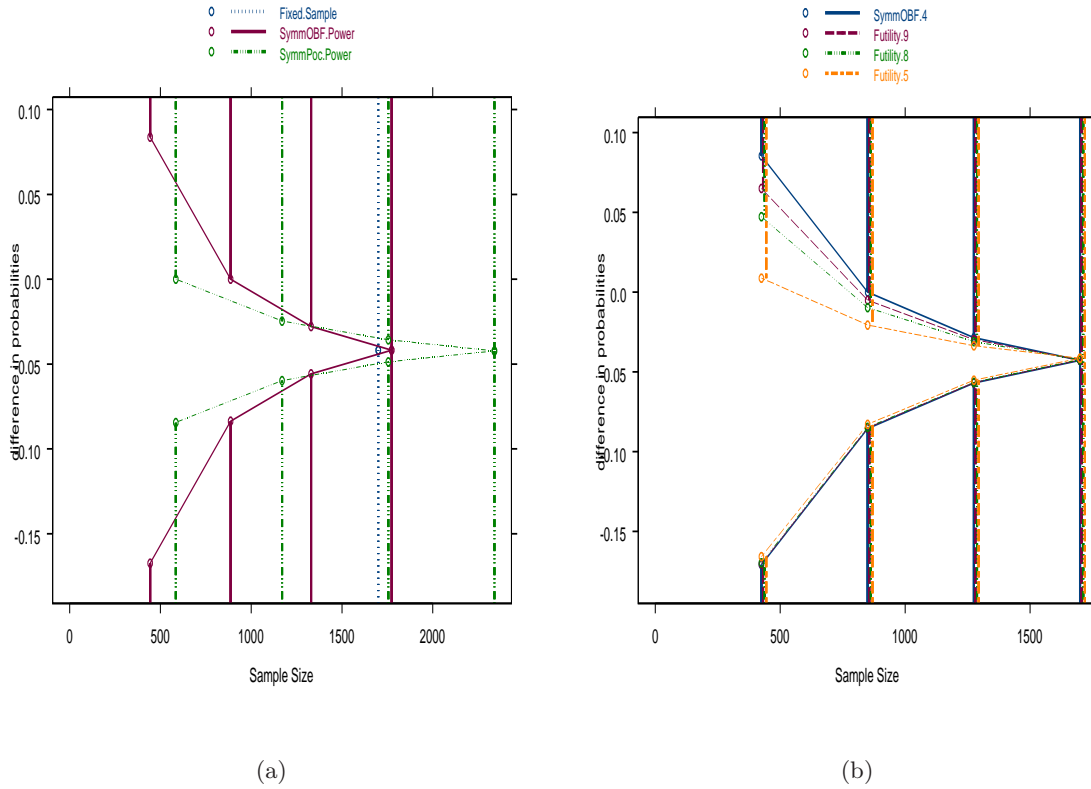 Fixed.Sample
SymmOBF.Power
SymmPoc.Power
0.10
0.05
0.0
-0.05
-0.10
-0.15
difference in probabilities
0
500
1000
1500
2000
Sample Size
(a)
SymmOBF.4
Futility.9
Futility.8
Futility.5
0.10
0.05
0.0
-0.05
-0.10
-0.15
difference in probabilities
0
500
1000
1500
Sample Size
(b)